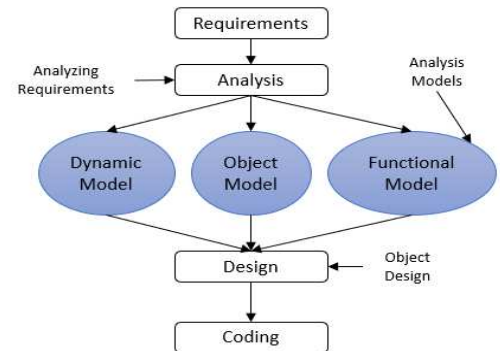 Requirements
Analyzing
Requirements
Analysis
Analysis
Models
Dynamic
Model
Object
Model
Functional
Model
Design
Object
Design
Coding